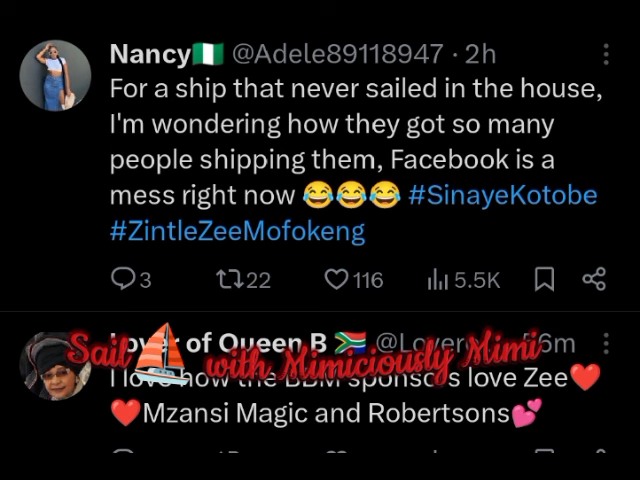 Nancy🇳🇬 @Adele89118947 · 2h
For a ship that never sailed in the house,
I'm wondering how they got so many
people shipping them, Facebook is a
mess right now 😂😂😂 #SinayeKotobe
#ZintleZeeMofokeng
3 22 116 5.5K
Lover of Queen B 🇿🇦 @Lover 56m
Sail⛵ with Mimiciously Mimi
I love how the BBM sponsors love Zee❤️
❤️Mzansi Magic and Robertsons💕